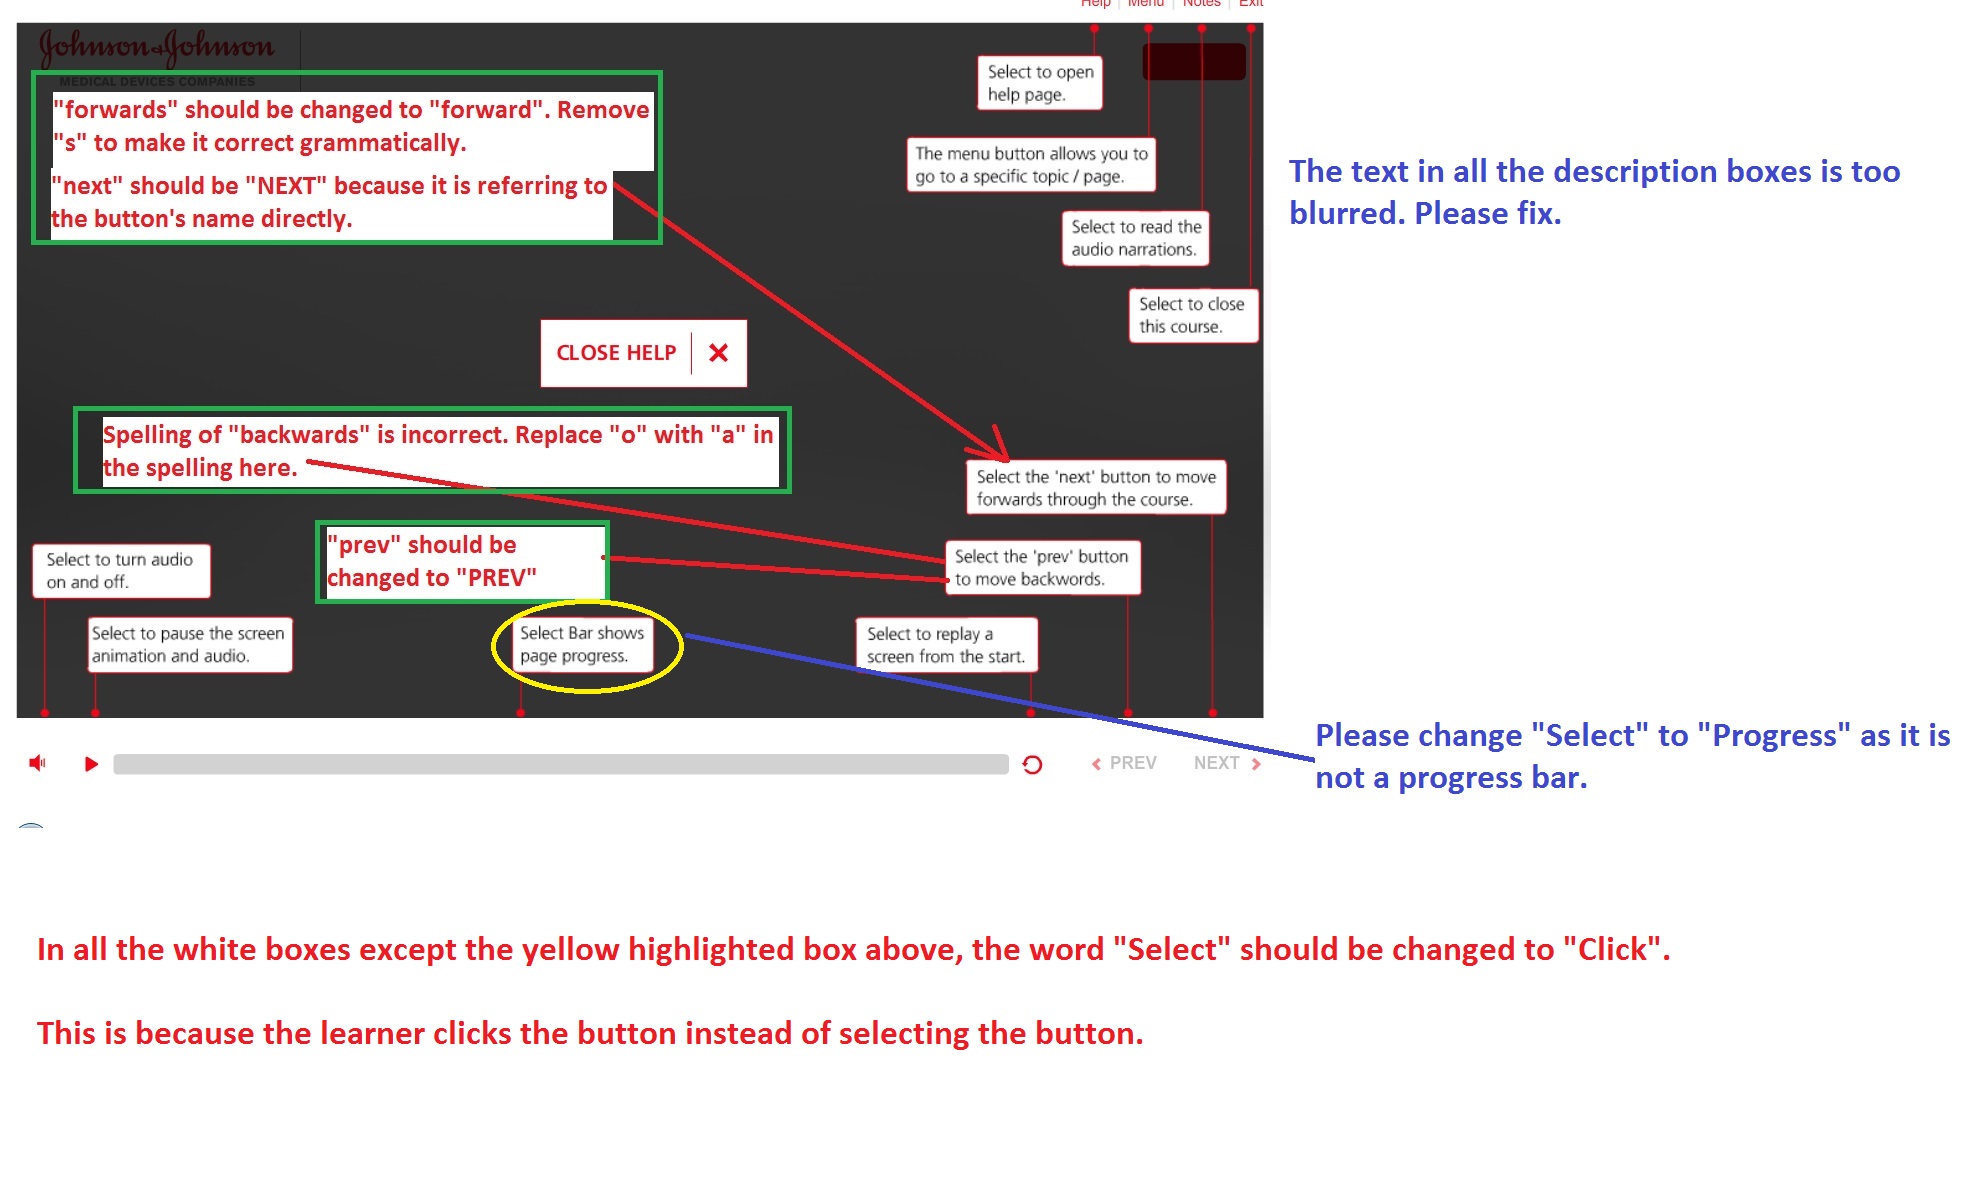 Help | Menu | Notes | Exit
Johnson & Johnson
MEDICAL DEVICES COMPANIES
"forwards" should be changed to "forward". Remove
"s" to make it correct grammatically.
"next" should be "NEXT" because it is referring to
the button's name directly.
Select to open
help page.
The menu button allows you to
go to a specific topic / page.
Select to read the
audio narrations.
Select to close
this course.
The text in all the description boxes is too
blurred. Please fix.
CLOSE HELP
Spelling of "backwards" is incorrect. Replace "o" with "a" in
the spelling here.
Select the 'next' button to move
forwards through the course.
"prev" should be
changed to "PREV"
Select the 'prev' button
to move backwords.
Select to turn audio
on and off.
Select to pause the screen
animation and audio.
Select Bar shows
page progress.
Select to replay a
screen from the start.
Please change "Select" to "Progress" as it is
not a progress bar.
PREV
NEXT
In all the white boxes except the yellow highlighted box above, the word "Select" should be changed to "Click".
This is because the learner clicks the button instead of selecting the button.